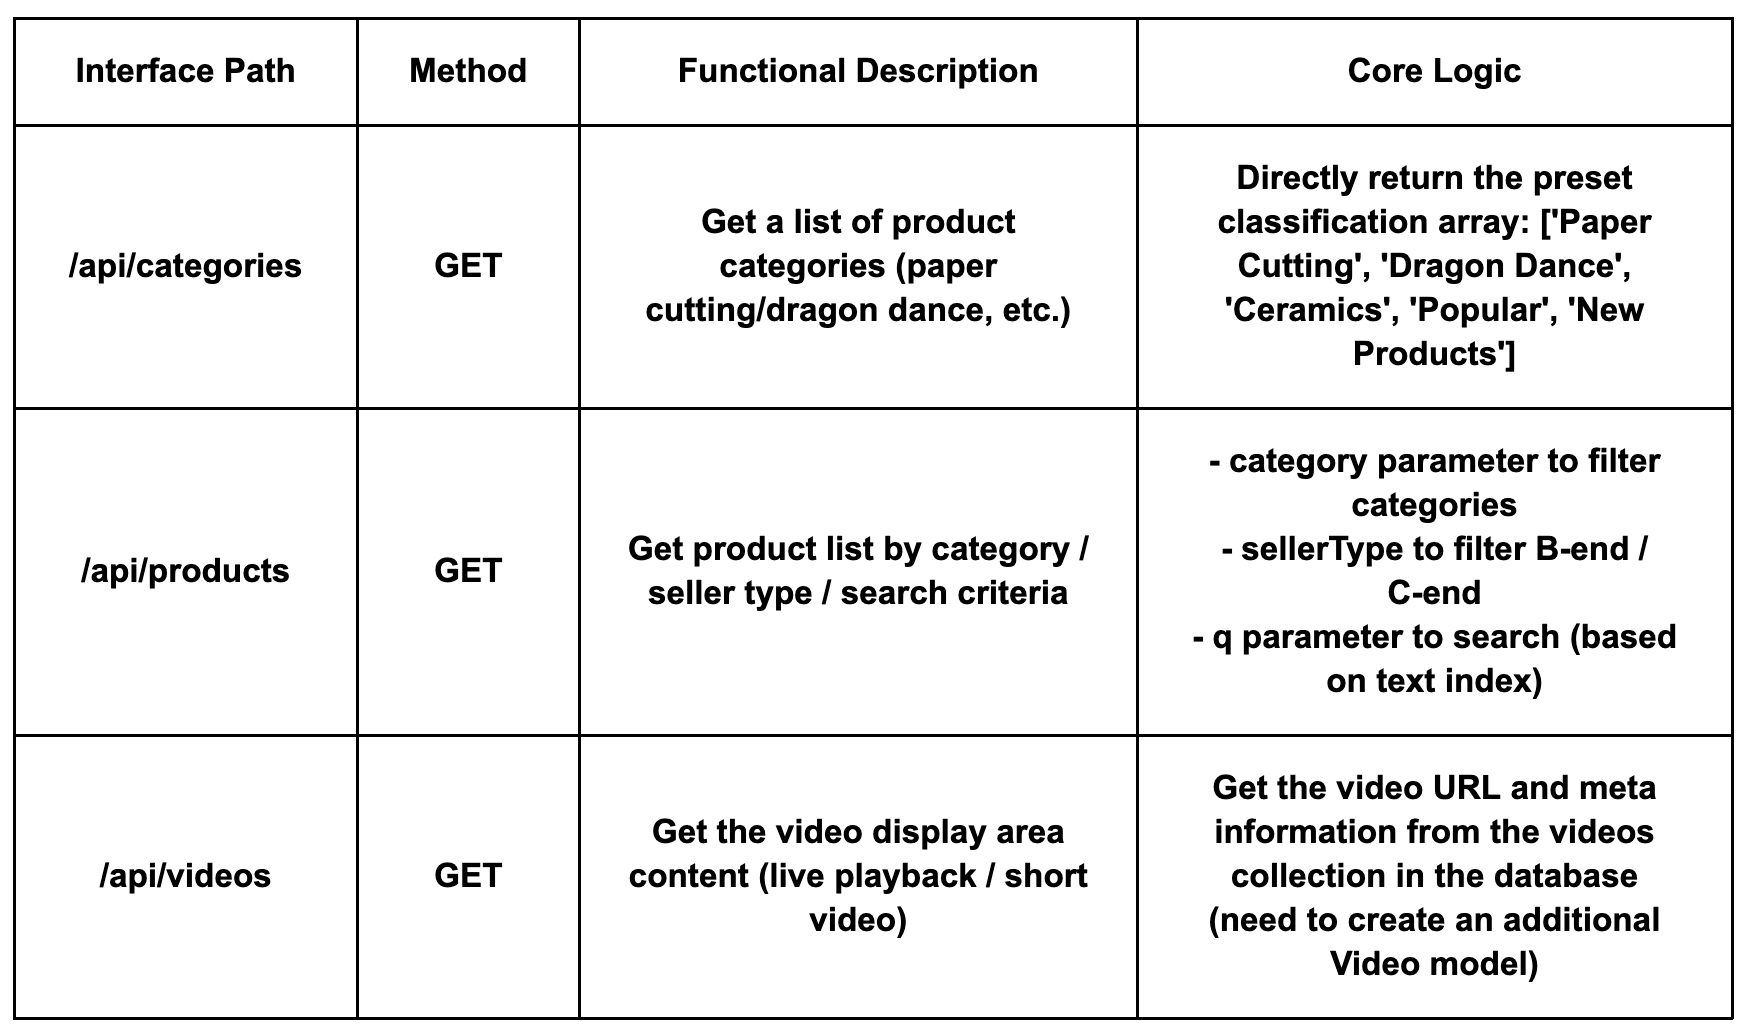 Interface Path
Method
Functional Description
Core Logic
/api/categories
GET
Get a list of product
categories (paper
cutting/dragon dance, etc.)
Directly return the preset
classification array: ['Paper
Cutting', 'Dragon Dance',
'Ceramics', 'Popular', 'New
Products']
/api/products
GET
Get product list by category /
seller type / search criteria
- category parameter to filter
categories
- sellerType to filter B-end /
C-end
- q parameter to search (based
on text index)
/api/videos
GET
Get the video display area
content (live playback / short
video)
Get the video URL and meta
information from the videos
collection in the database
(need to create an additional
Video model)